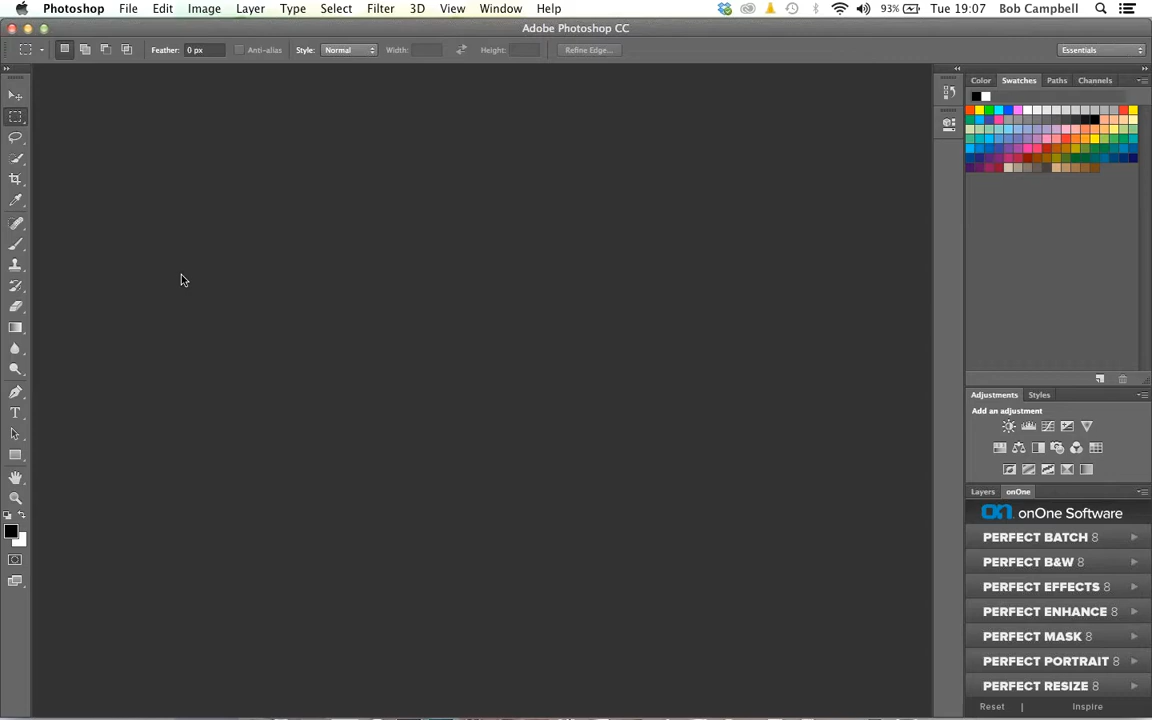 Photoshop File Edit Image Layer Type Select Filter 3D View Window Help 93% Tue 19:07 Bob Campbell
Adobe Photoshop CC
Feather: 0 px Anti-alias Style: Normal Width: Height: Refine Edge... Essentials
Color Swatches Paths Channels
Adjustments Styles
Add an adjustment
Layers onOne
on onOne Software
PERFECT BATCH 8
PERFECT B&W 8
PERFECT EFFECTS 8
PERFECT ENHANCE 8
PERFECT MASK 8
PERFECT PORTRAIT 8
PERFECT RESIZE 8
Reset | Inspire